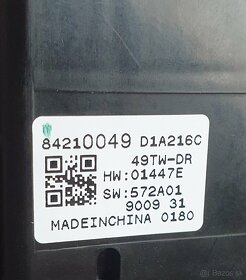 84210049 D1A216C
49TW-DR
HW:01447E
SW:572A01
9009 31
MADEINCHINA 0180